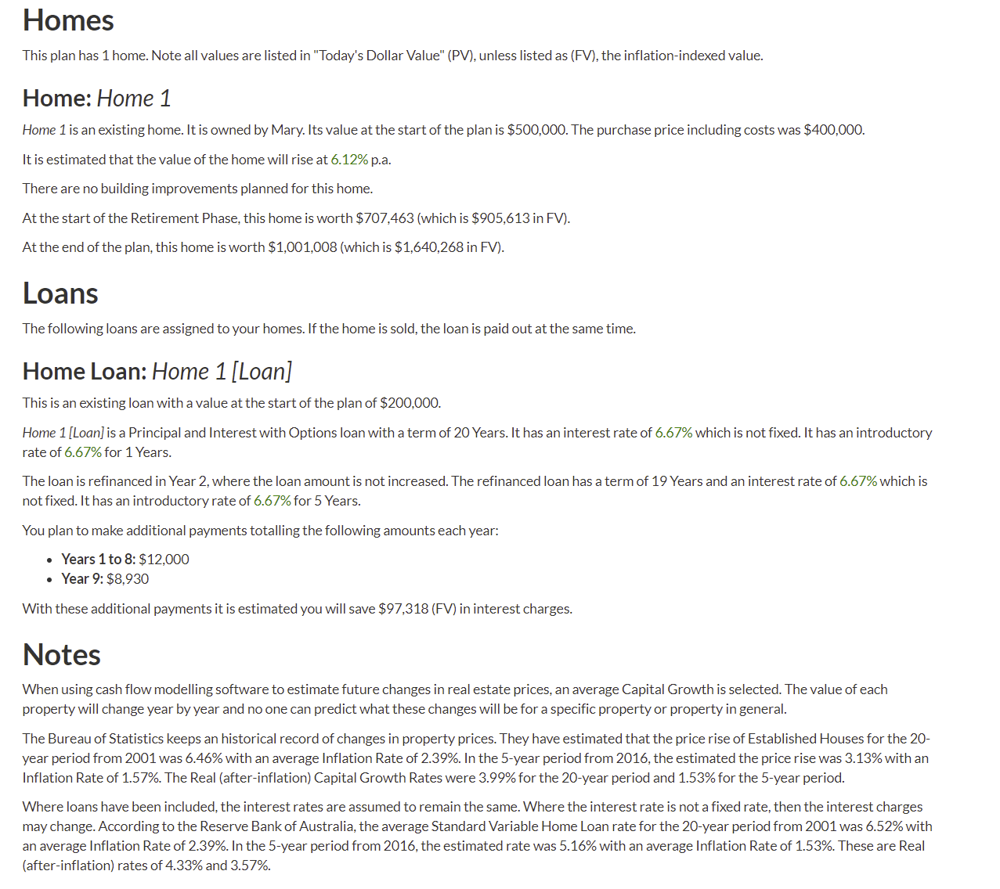 Homes
This plan has 1 home. Note all values are listed in "Today's Dollar Value" (PV), unless listed as (FV), the inflation-indexed value.
Home: Home 1
Home 1 is an existing home. It is owned by Mary. Its value at the start of the plan is $500,000. The purchase price including costs was $400,000.
It is estimated that the value of the home will rise at 6.12% p.a.
There are no building improvements planned for this home.
At the start of the Retirement Phase, this home is worth $707,463 (which is $905,613 in FV).
At the end of the plan, this home is worth $1,001,008 (which is $1,640,268 in FV).
Loans
The following loans are assigned to your homes. If the home is sold, the loan is paid out at the same time.
Home Loan: Home 1 [Loan]
This is an existing loan with a value at the start of the plan of $200,000.
Home 1 [Loan] is a Principal and Interest with Options loan with a term of 20 Years. It has an interest rate of 6.67% which is not fixed. It has an introductory
rate of 6.67% for 1 Years.
The loan is refinanced in Year 2, where the loan amount is not increased. The refinanced loan has a term of 19 Years and an interest rate of 6.67% which is
not fixed. It has an introductory rate of 6.67% for 5 Years.
You plan to make additional payments totalling the following amounts each year:
• Years 1 to 8: $12,000
• Year 9: $8,930
With these additional payments it is estimated you will save $97,318 (FV) in interest charges.
Notes
When using cash flow modelling software to estimate future changes in real estate prices, an average Capital Growth is selected. The value of each
property will change year by year and no one can predict what these changes will be for a specific property or property in general.
The Bureau of Statistics keeps an historical record of changes in property prices. They have estimated that the price rise of Established Houses for the 20-
year period from 2001 was 6.46% with an average Inflation Rate of 2.39%. In the 5-year period from 2016, the estimated the price rise was 3.13% with an
Inflation Rate of 1.57%. The Real (after-inflation) Capital Growth Rates were 3.99% for the 20-year period and 1.53% for the 5-year period.
Where loans have been included, the interest rates are assumed to remain the same. Where the interest rate is not a fixed rate, then the interest charges
may change. According to the Reserve Bank of Australia, the average Standard Variable Home Loan rate for the 20-year period from 2001 was 6.52% with
an average Inflation Rate of 2.39%. In the 5-year period from 2016, the estimated rate was 5.16% with an average Inflation Rate of 1.53%. These are Real
(after-inflation) rates of 4.33% and 3.57%.